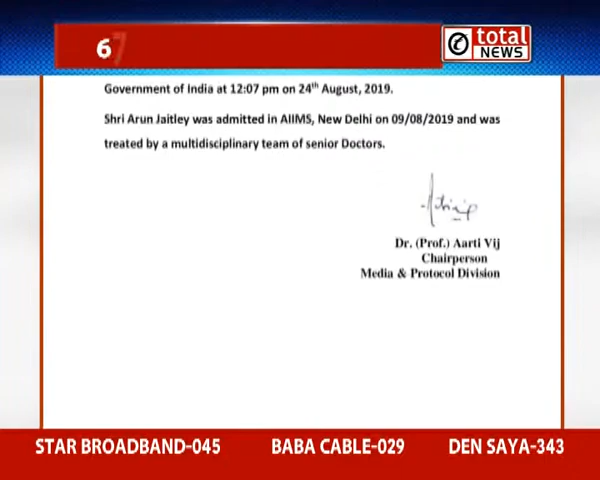 6
total
NEWS
Government of India at 12:07 pm on 24th August, 2019.
Shri Arun Jaitley was admitted in AIIMS, New Delhi on 09/08/2019 and was
treated by a multidisciplinary team of senior Doctors.
Dr. (Prof.) Aarti Vij
Chairperson
Media & Protocol Division
STAR BROADBAND-045 BABA CABLE-029 DEN SAYA-343